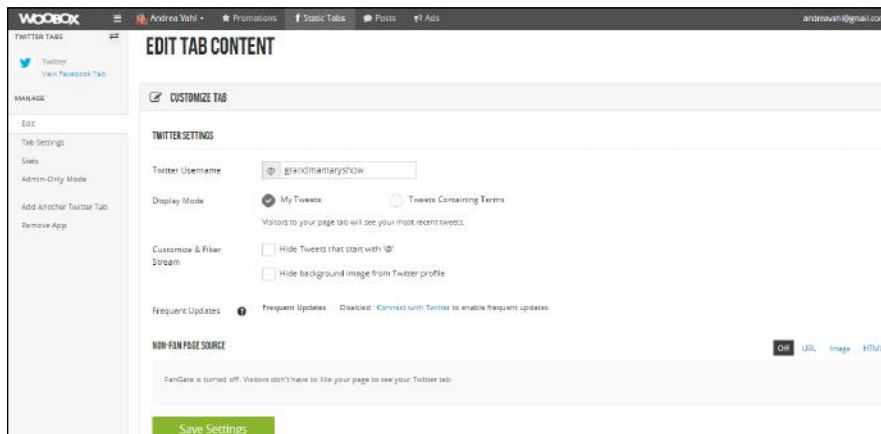 WOOBOX
Andrea Vahl
Promotions
Static Tabs
Posts
Ads
andreavahl@gmail.com
TWITTER TABS
Twitter
View Facebook Tab
MANAGE
Edit
Tab Settings
Stats
Admin-Only Mode
Add Another Twitter Tab
Remove App
EDIT TAB CONTENT
CUSTOMIZE TAB
TWITTER SETTINGS
Twitter Username @ grandmamaryshow
Display Mode My Tweets Tweets Containing Terms
Visitors to your page tab will see your most recent tweets.
Customize & Filter Stream Hide Tweets that start with '@'
Hide background image from Twitter profile
Frequent Updates Frequent Updates Disabled - Connect with Twitter to enable frequent updates.
NON-FAN PAGE SOURCE Off URL Image HTML
FanGate is turned off. Visitors don't have to like your page to see your Twitter tab.
Save Settings